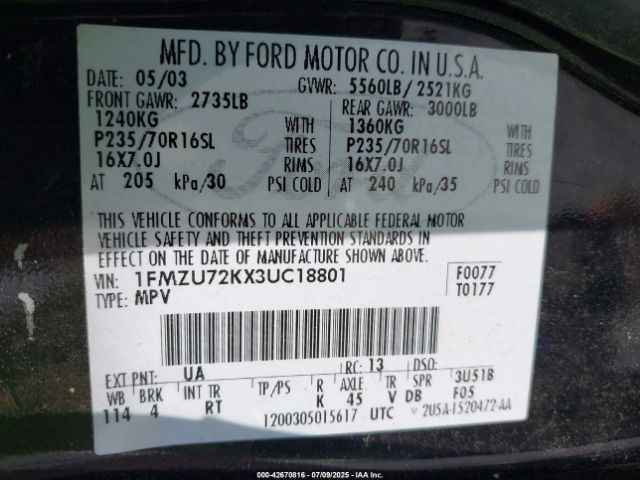 MFD. BY FORD MOTOR CO. IN U.S.A.
DATE: 05/03 GVWR: 5560LB/ 2521KG
FRONT GAWR: 2735LB REAR GAWR: 3000LB
1240KG WITH 1360KG WITH
P235/70R16SL TIRES P235/70R16SL TIRES
16X7.0J RIMS 16X7.0J RIMS
AT 205 kPa/30 PSI COLD AT 240 kPa/35 PSI COLD
THIS VEHICLE CONFORMS TO ALL APPLICABLE FEDERAL MOTOR
VEHICLE SAFETY AND THEFT PREVENTION STANDARDS IN
EFFECT ON THE DATE OF MANUFACTURE SHOWN ABOVE.
VIN: 1FMZU72KX3UC18801 F0077
TYPE: MPV T0177
EXT PNT: UA RC: 13 DSO:
WB BRK INT TR TP/PS R AXLE TR SPR 3U51B
114 4 RT K 45 V DB F05
1200305015617 UTC 2U5A-1520472-AA
Ford
000-42670816 - 07/09/2025 - IAAI.COM